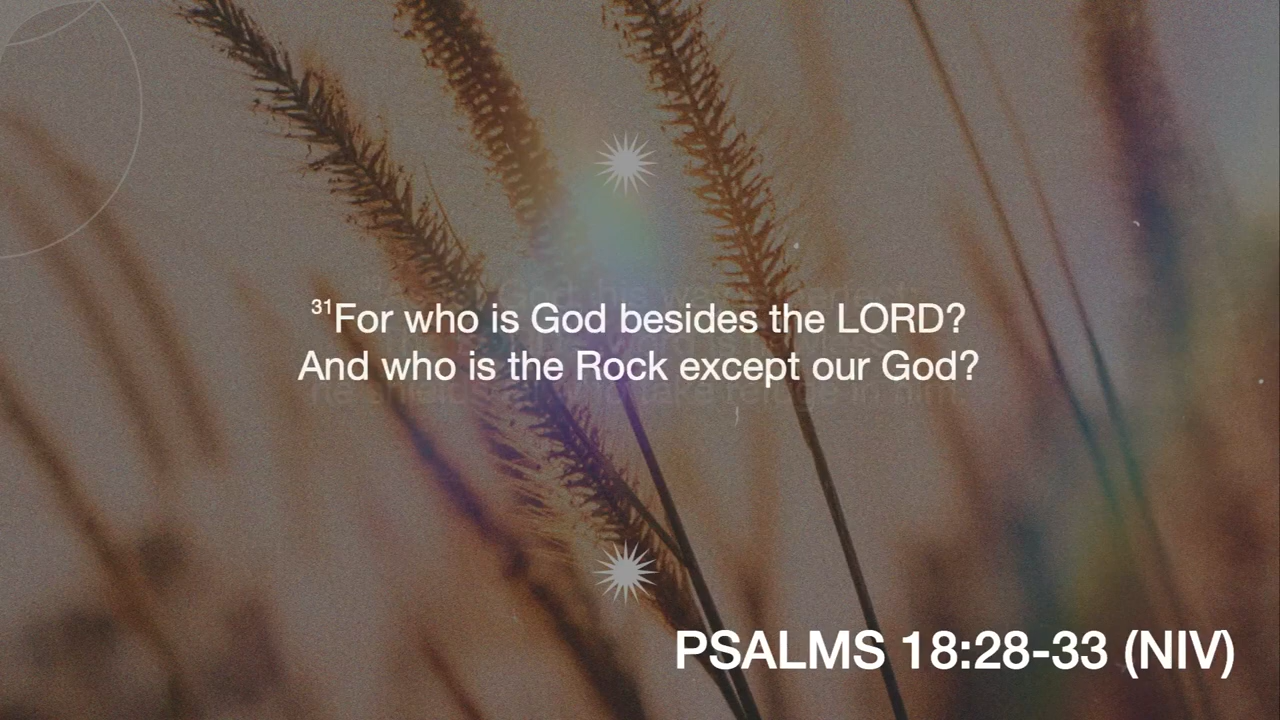 ³¹For who is God besides the LORD?
And who is the Rock except our God?
PSALMS 18:28-33 (NIV)